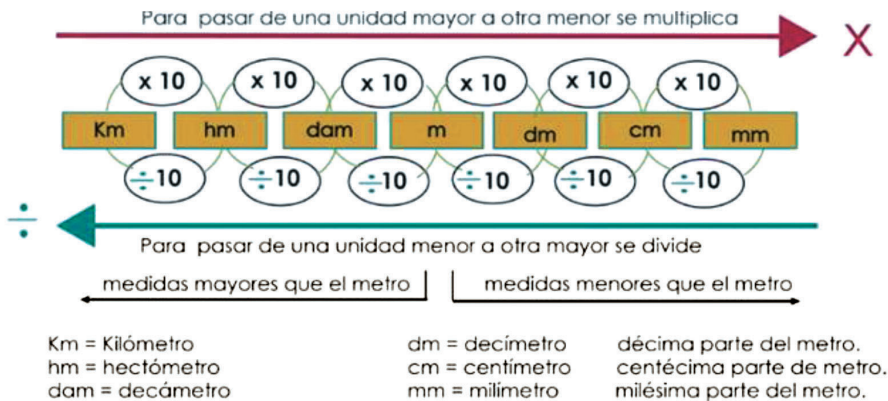 Para pasar de una unidad mayor a otra menor se multiplica
X
x 10 x 10 x 10 x 10 x 10 x 10
Km hm dam m dm cm mm
÷10 ÷10 ÷10 ÷10 ÷10 ÷10
÷
Para pasar de una unidad menor a otra mayor se divide
medidas mayores que el metro medidas menores que el metro
Km = Kilómetro dm = decímetro décima parte del metro.
hm = hectómetro cm = centímetro centécima parte de metro.
dam = decámetro mm = milímetro milésima parte del metro.